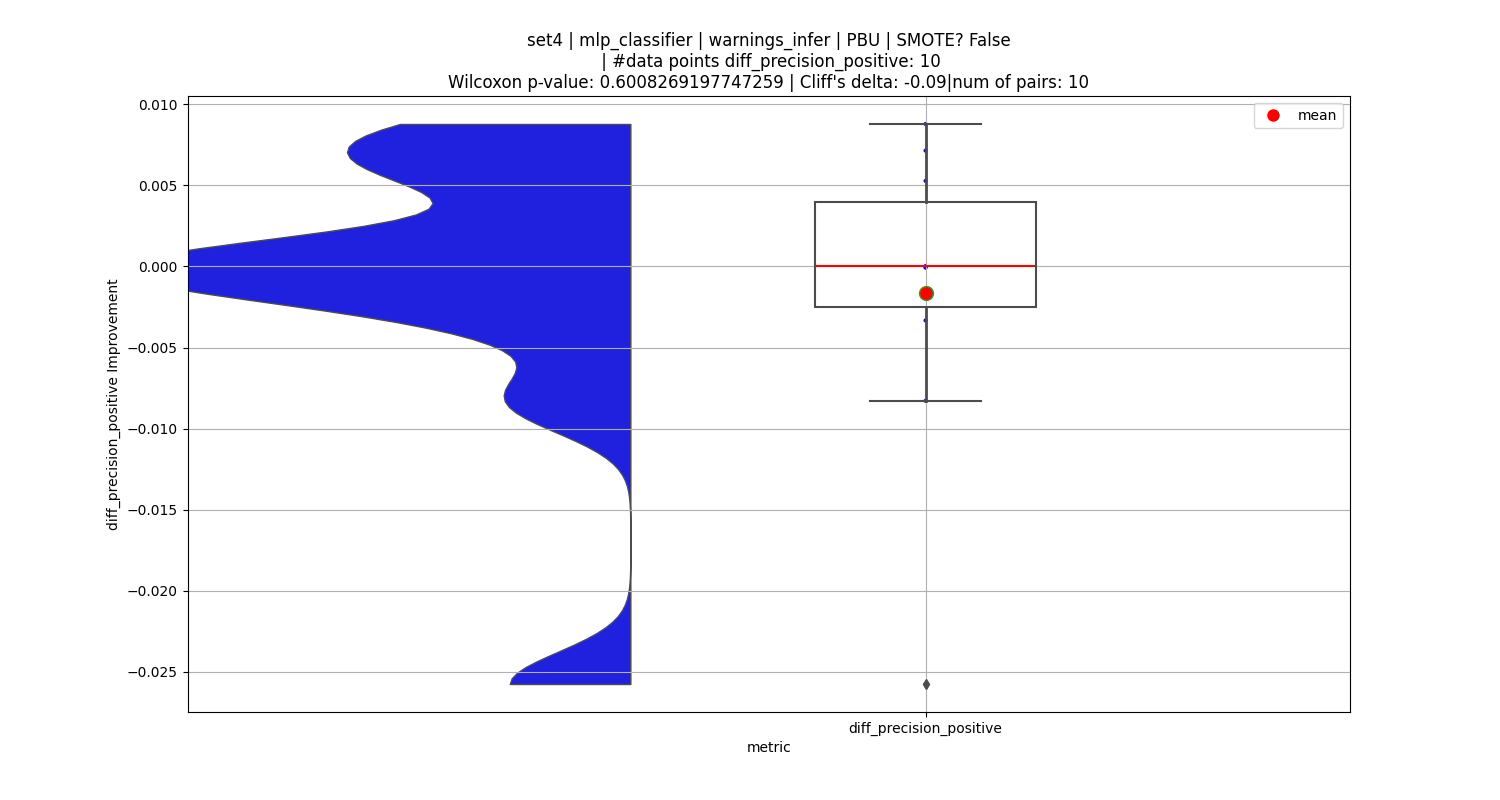 set4 | mlp_classifier | warnings_infer | PBU | SMOTE? False
| #data points diff_precision_positive: 10
Wilcoxon p-value: 0.6008269197747259 | Cliff's delta: -0.09|num of pairs: 10
mean
0.010
0.005
0.000
−0.005
−0.010
−0.015
−0.020
−0.025
diff_precision_positive Improvement
diff_precision_positive
metric